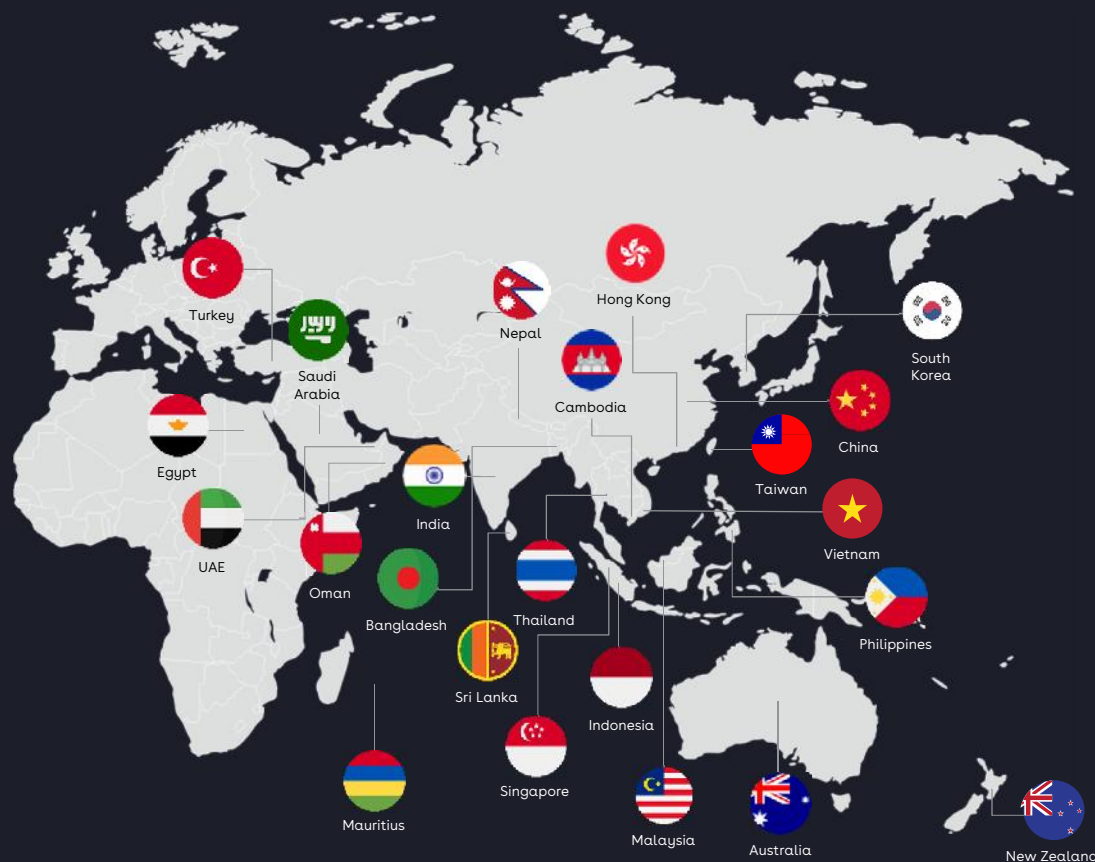 Turkey
Saudi
Arabia
Nepal
Hong Kong
Cambodia
South
Korea
China
Taiwan
Egypt
India
Vietnam
UAE
Oman
Bangladesh
Thailand
Philippines
Sri Lanka
Indonesia
Singapore
Mauritius
Malaysia
Australia
New Zealand